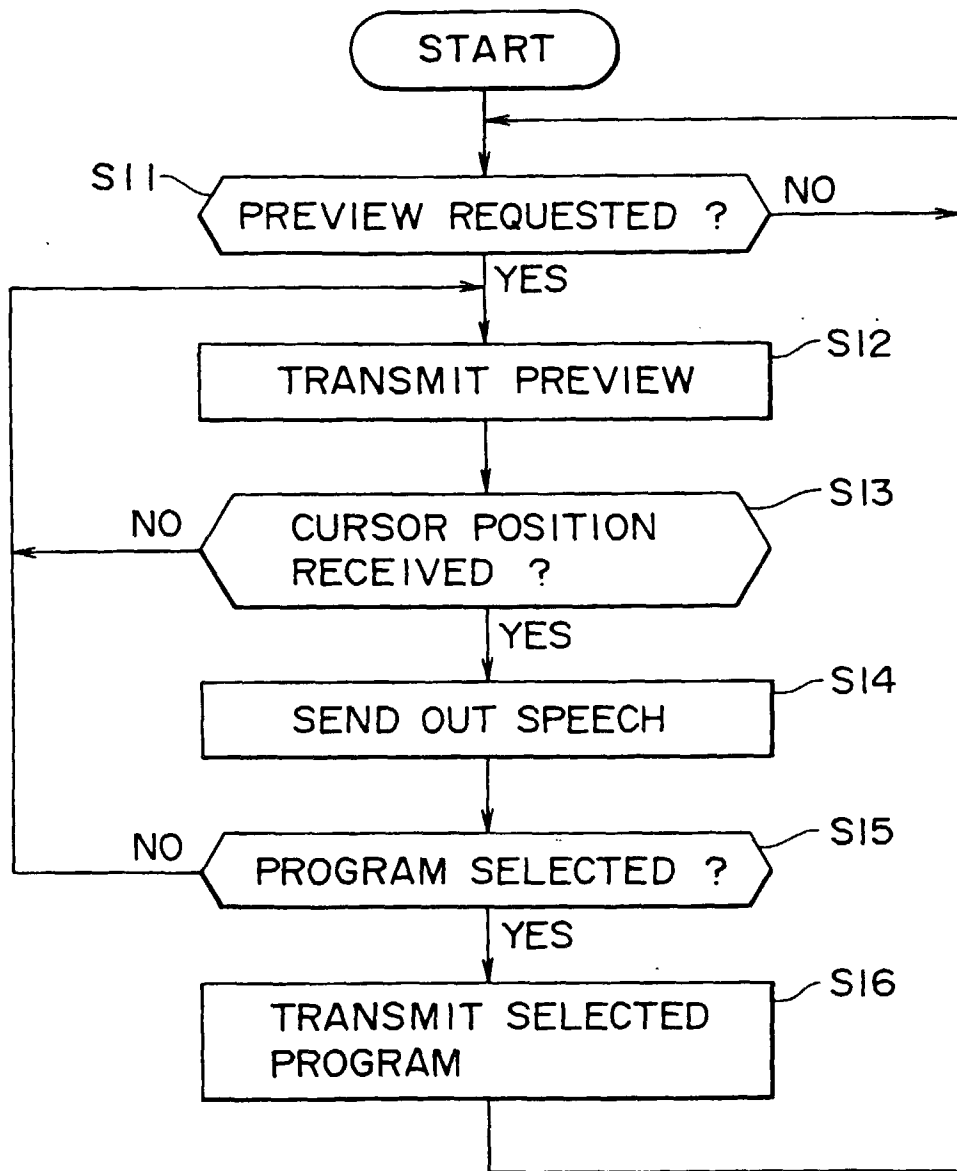 START
S11
PREVIEW REQUESTED ?
NO
YES
S12
TRANSMIT PREVIEW
S13
NO
CURSOR POSITION
RECEIVED ?
YES
S14
SEND OUT SPEECH
S15
NO
PROGRAM SELECTED ?
YES
S16
TRANSMIT SELECTED
PROGRAM